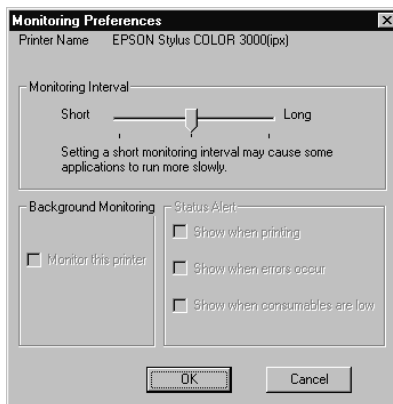 Monitoring Preferences
Printer Name EPSON Stylus COLOR 3000(ipx)
Monitoring Interval
Short Long
Setting a short monitoring interval may cause some
applications to run more slowly.
Background Monitoring
Monitor this printer
Status Alert
Show when printing
Show when errors occur
Show when consumables are low
OK Cancel